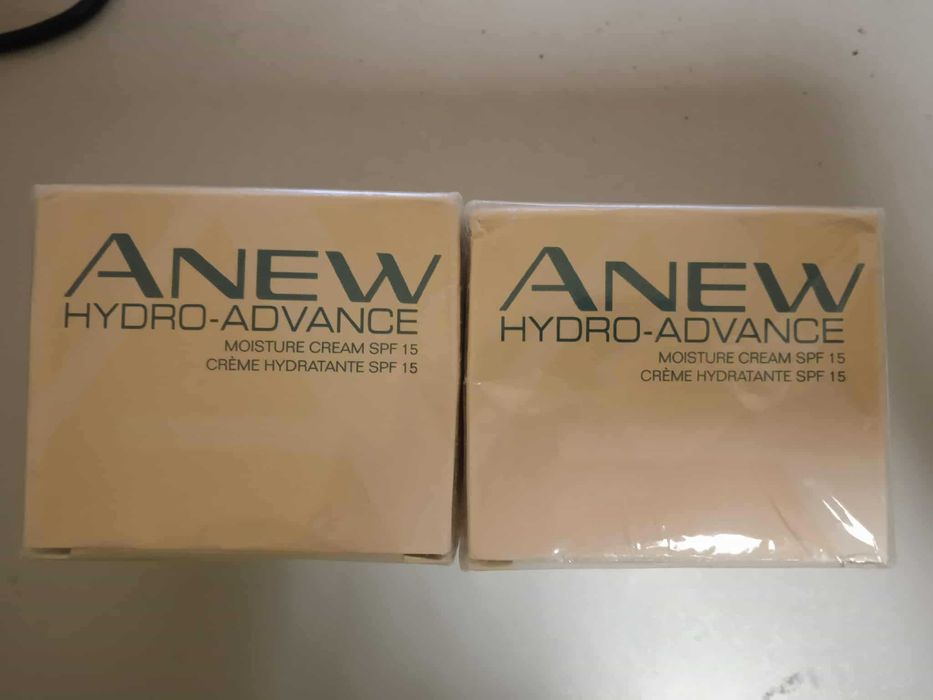 ANEW
HYDRO-ADVANCE
MOISTURE CREAM SPF 15
CRÈME HYDRATANTE SPF 15
ANEW
HYDRO-ADVANCE
MOISTURE CREAM SPF 15
CRÈME HYDRATANTE SPF 15